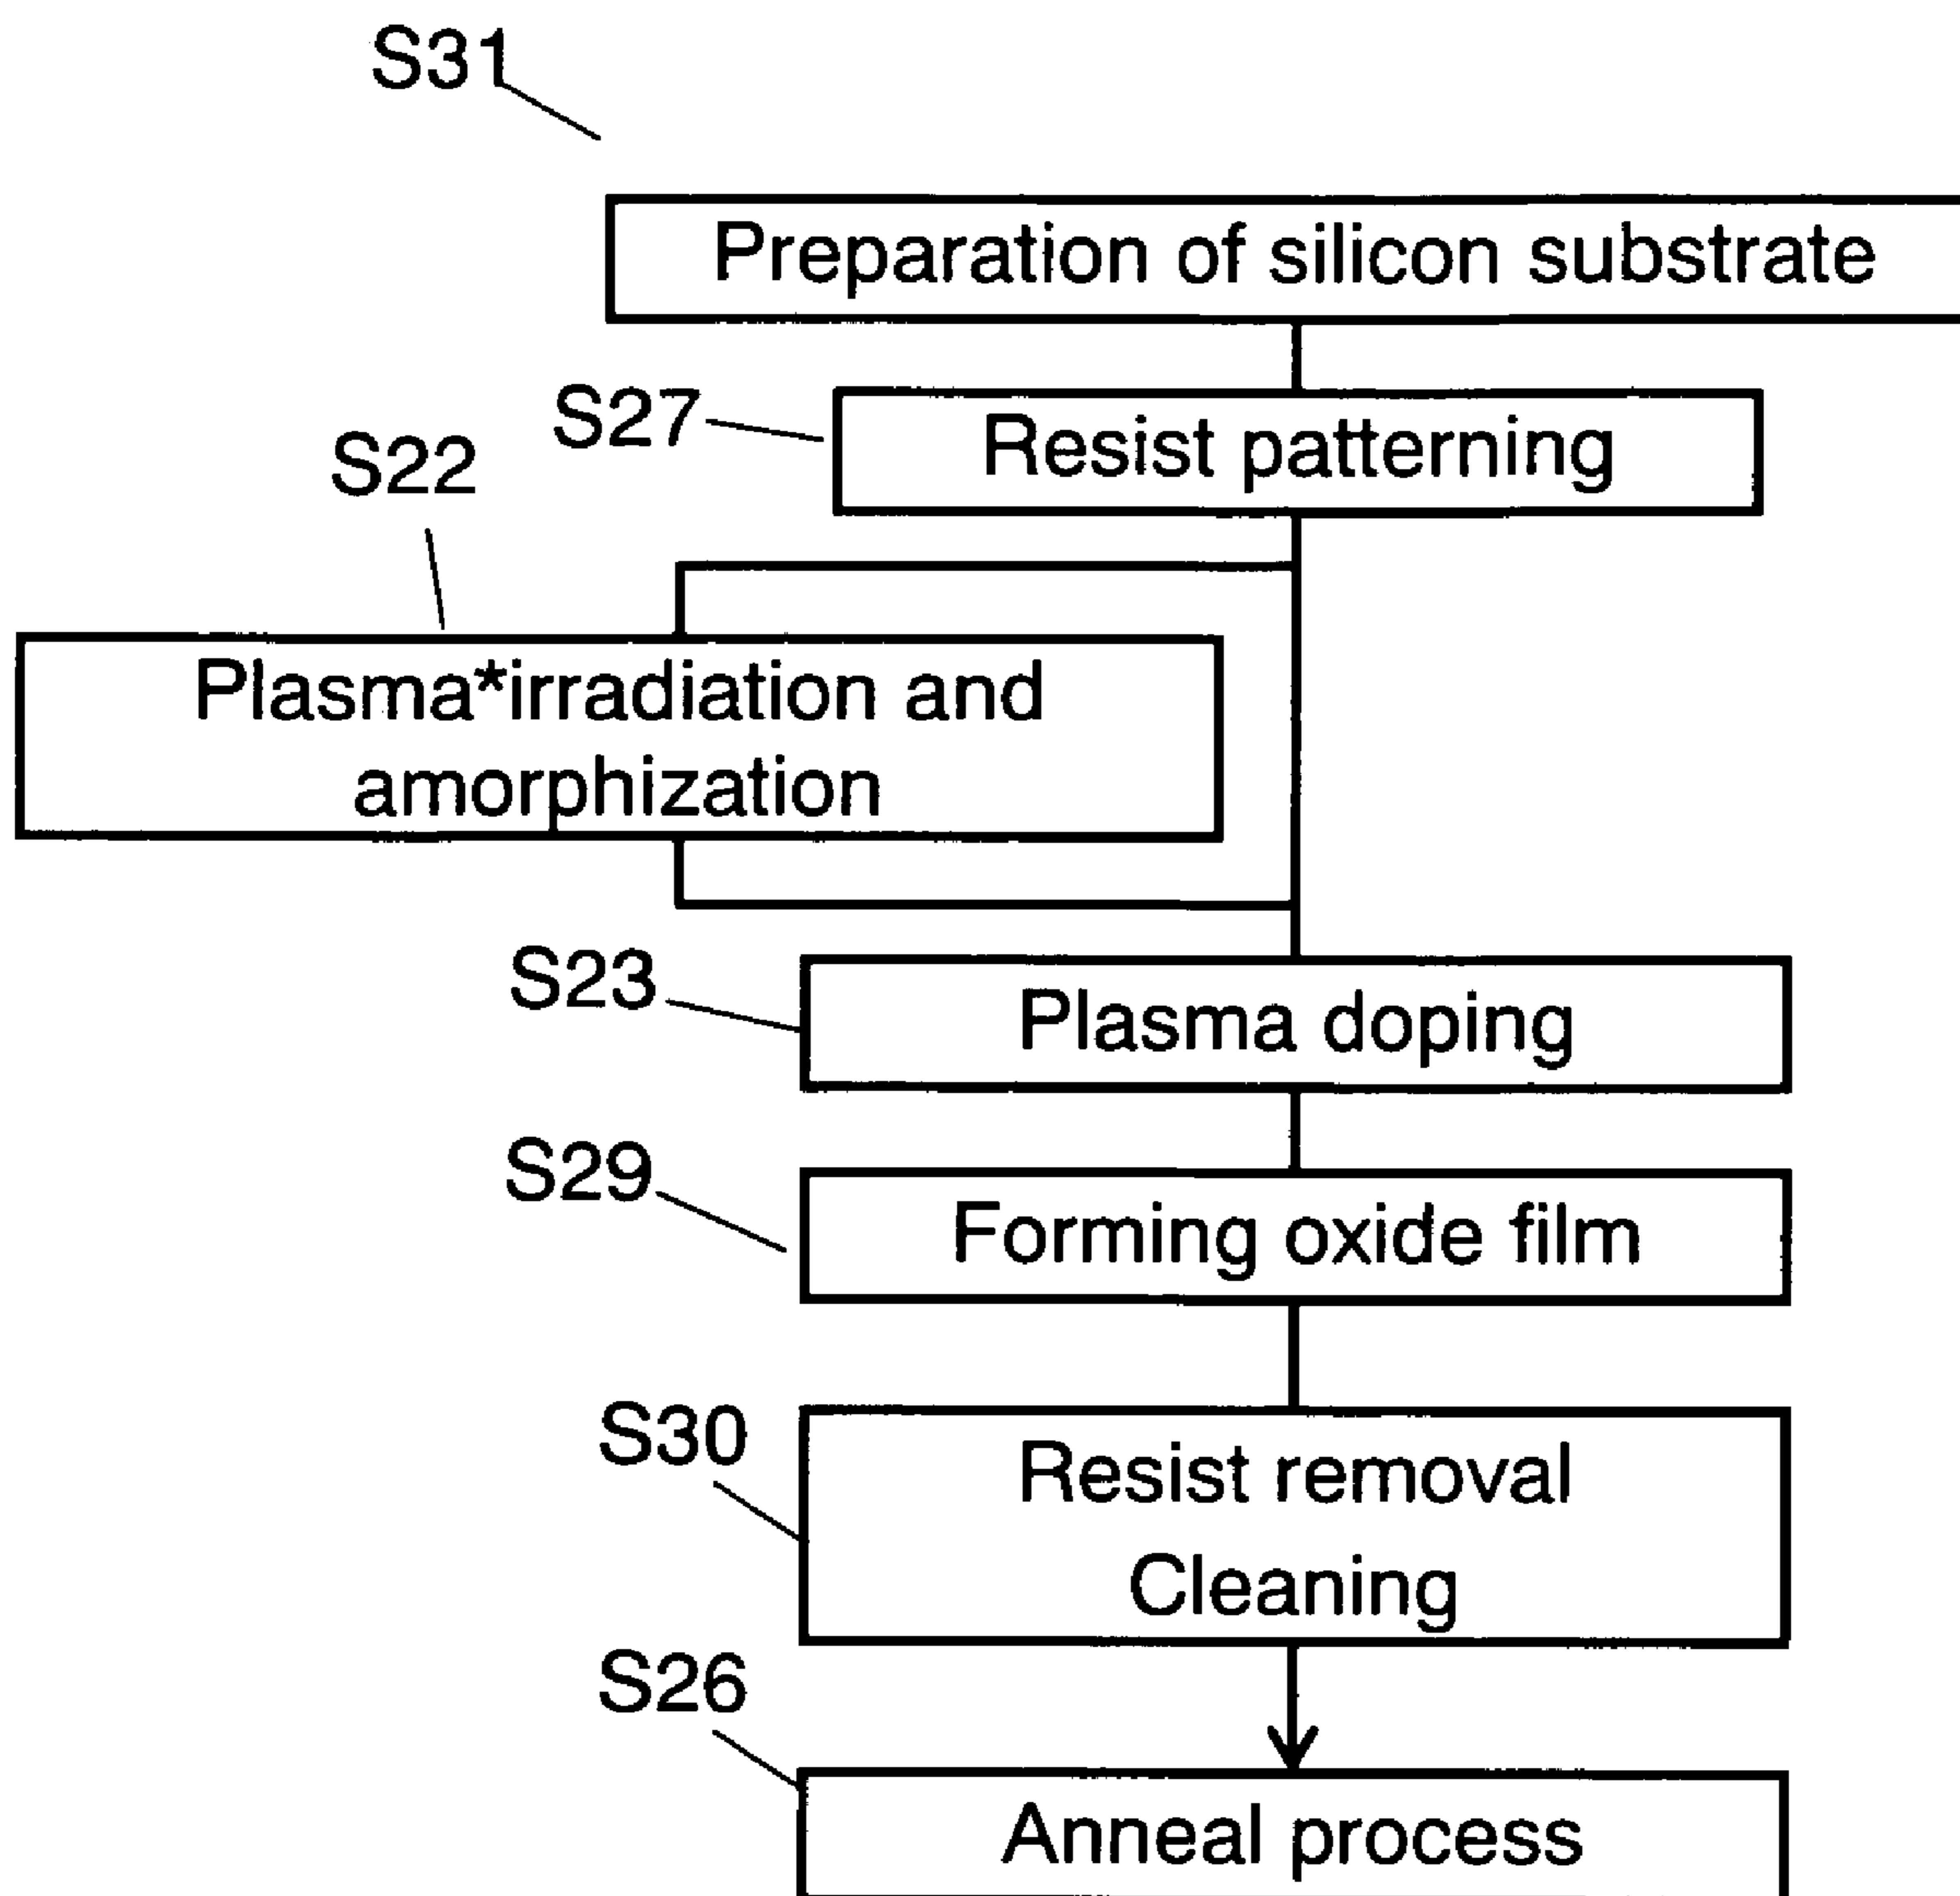 S31
Preparation of silicon substrate
S27
Resist patterning
S22
Plasma*irradiation and
amorphization
S23
Plasma doping
S29
Forming oxide film
S30
Resist removal
Cleaning
S26
Anneal process